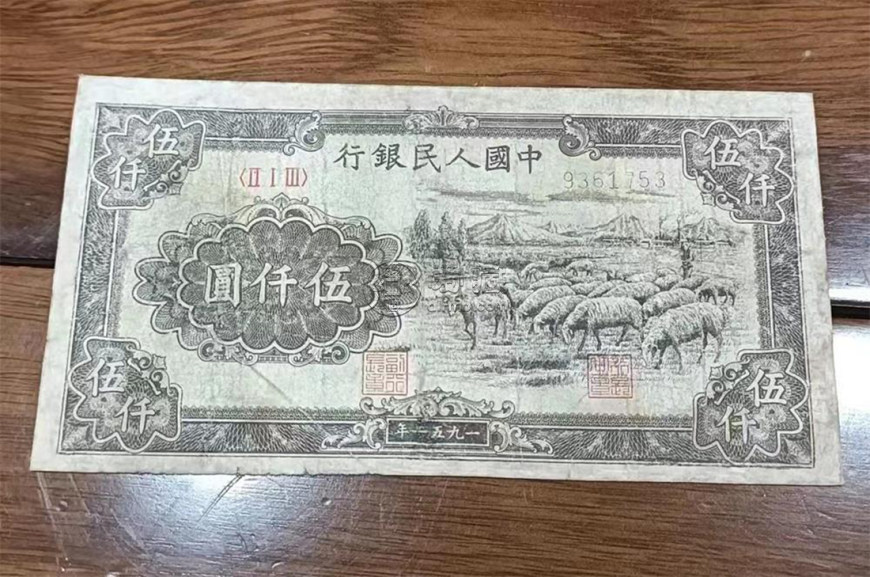 中國人民銀行
〈II I III〉
9361753
伍仟圓
伍仟
伍仟
伍仟
伍仟
一九五一年